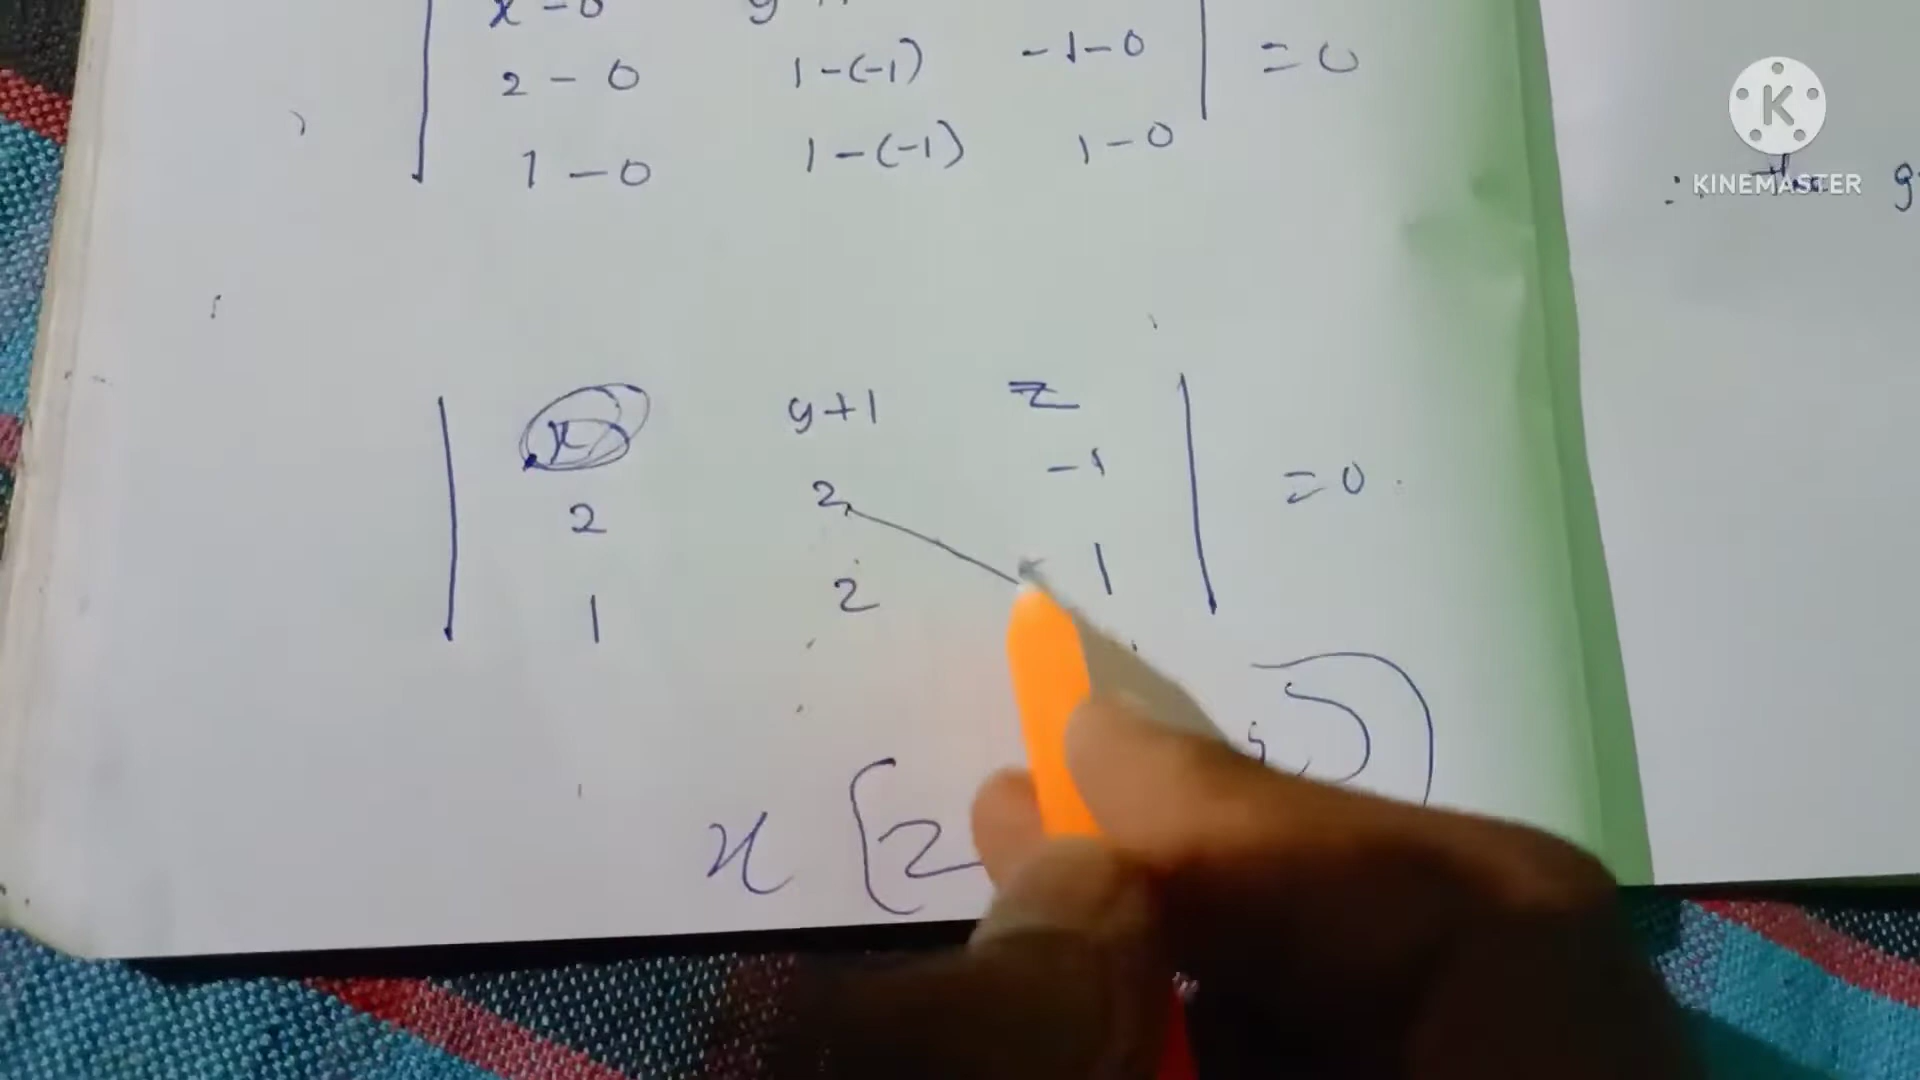 x - 0
2 - 0 1-(-1) -1-0 = 0
1 - 0 1-(-1) 1-0
K
KINEMASTER
x y+1 z
2 2 -1 = 0
1 2 1
x [2